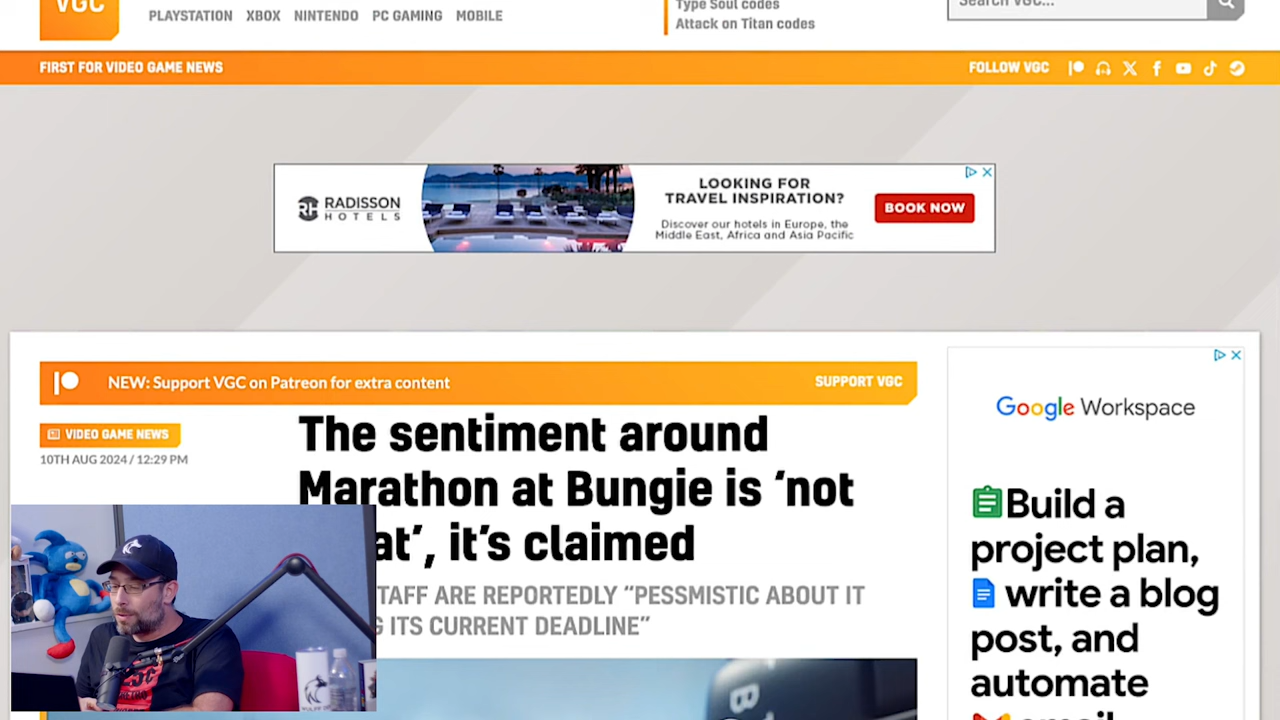 VGC
PLAYSTATION XBOX NINTENDO PC GAMING MOBILE
Type Soul codes
Attack on Titan codes
Search VGC...
FIRST FOR VIDEO GAME NEWS
FOLLOW VGC
RADISSON
HOTELS
LOOKING FOR
TRAVEL INSPIRATION?
Discover our hotels in Europe, the
Middle East, Africa and Asia Pacific
BOOK NOW
NEW: Support VGC on Patreon for extra content
SUPPORT VGC
VIDEO GAME NEWS
10TH AUG 2024 / 12:29 PM
The sentiment around
Marathon at Bungie is ‘not
at’, it’s claimed
TAFF ARE REPORTEDLY “PESSMISTIC ABOUT IT
G ITS CURRENT DEADLINE”
Google Workspace
Build a
project plan,
write a blog
post, and
automate
email